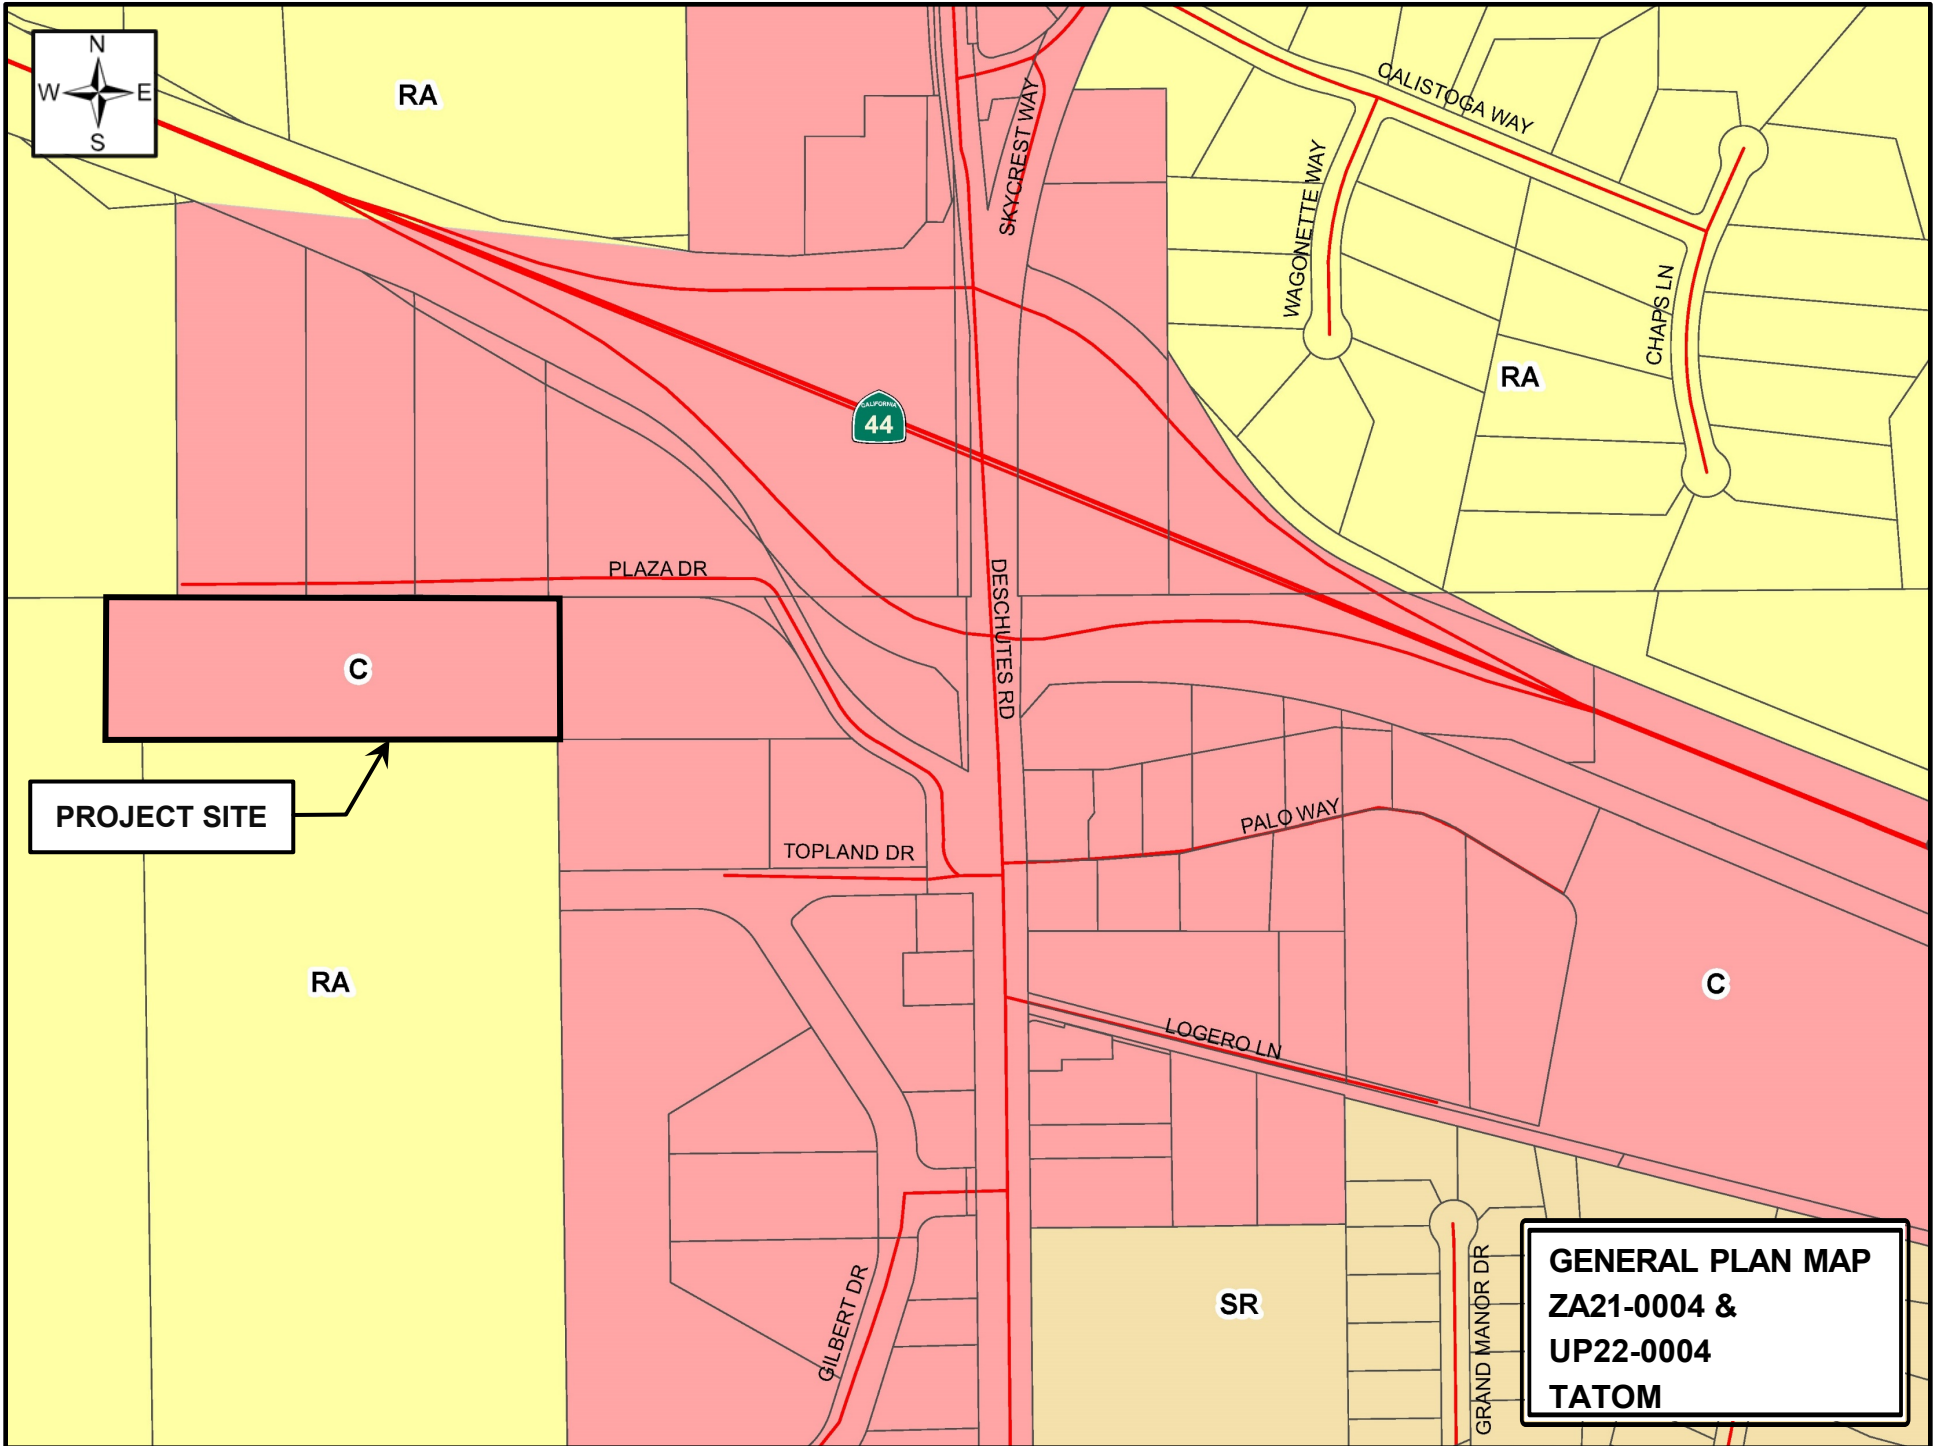 N
W E
S
RA
CALISTOGA WAY
SKYCREST WAY
WAGONETTE WAY
CHAPS LN
RA
CALIFORNIA
44
PLAZA DR
DESCHUTES RD
C
PROJECT SITE
PALO WAY
TOPLAND DR
RA
C
LOGERO LN
SR
GILBERT DR
GRAND MANOR DR
GENERAL PLAN MAP
ZA21-0004 &
UP22-0004
TATOM